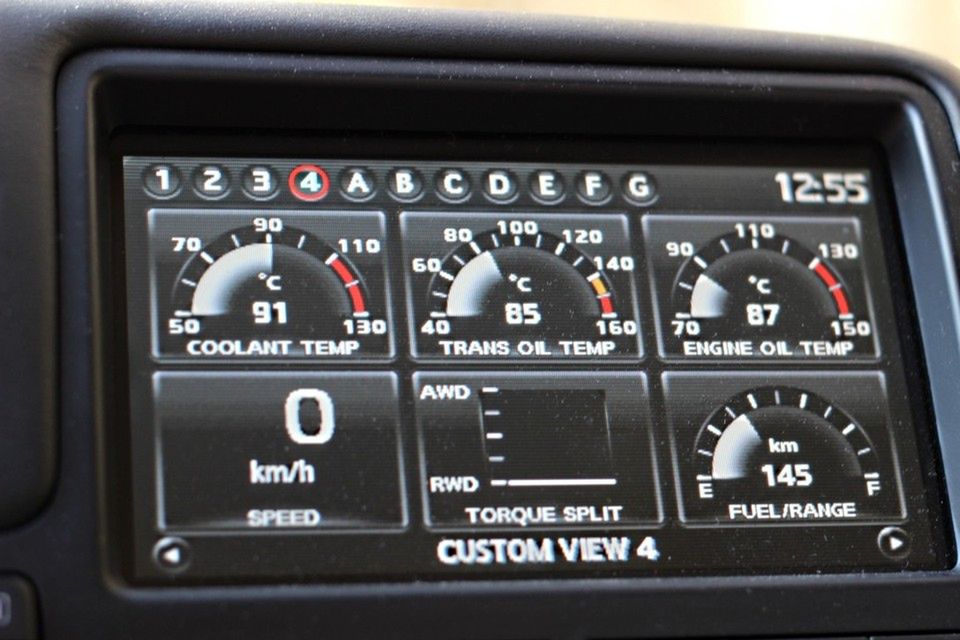 1 2 3 4 A B C D E F G 12:55
90
70 110
°C
91
50 130
COOLANT TEMP
100
80 120
60 140
°C
85
40 160
TRANS OIL TEMP
110
90 130
°C
87
70 150
ENGINE OIL TEMP
0
km/h
SPEED
AWD
RWD
TORQUE SPLIT
km
145
E F
FUEL/RANGE
CUSTOM VIEW 4